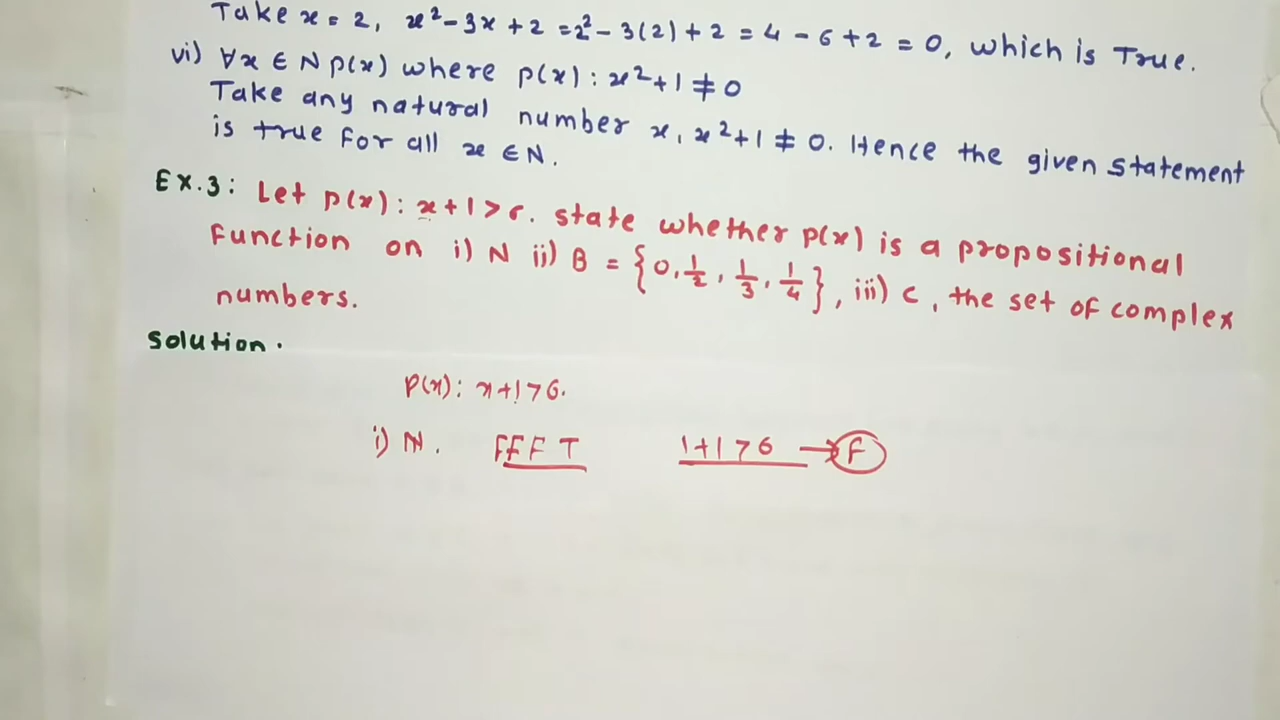 Take x = 2, x² - 3x + 2 = 2² - 3(2) + 2 = 4 - 6 + 2 = 0, which is True.
vi) ∀x ∈ N p(x) where p(x) : x² + 1 ≠ 0
Take any natural number x, x² + 1 ≠ 0. Hence the given statement
is true for all x ∈ N.
Ex.3: Let p(x) : x + 1 > 6. state whether p(x) is a propositional
function on i) N ii) B = {0, 1/2, 1/3, 1/4}, iii) C, the set of complex
numbers.
Solution.
p(x): x + 1 > 6.
i) N. FFF T 1 + 1 > 6 → F